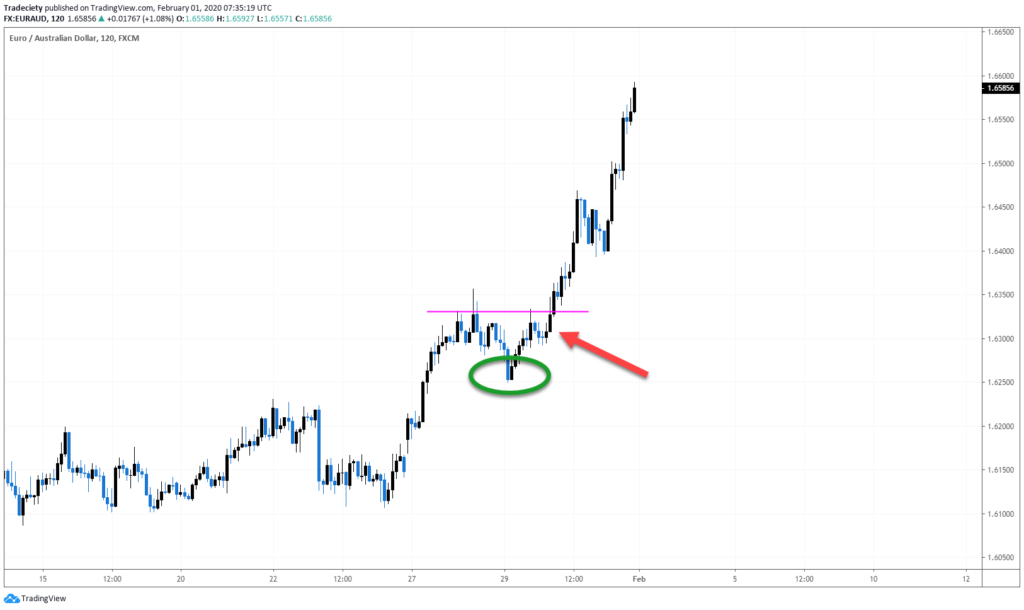 Tradeciety published on TradingView.com, February 01, 2020 07:35:19 UTC
FX:EURAUD, 120 1.65856 ▲ +0.01767 (+1.08%) O:1.65586 H:1.65927 L:1.65571 C:1.65856
Euro / Australian Dollar, 120, FXCM
1.66500
1.66000
1.65856
1.65500
1.65000
1.64500
1.64000
1.63500
1.63000
1.62500
1.62000
1.61500
1.61000
1.60500
15 12:00 20 22 12:00 27 29 12:00 Feb 5 12:00 10 12
TradingView